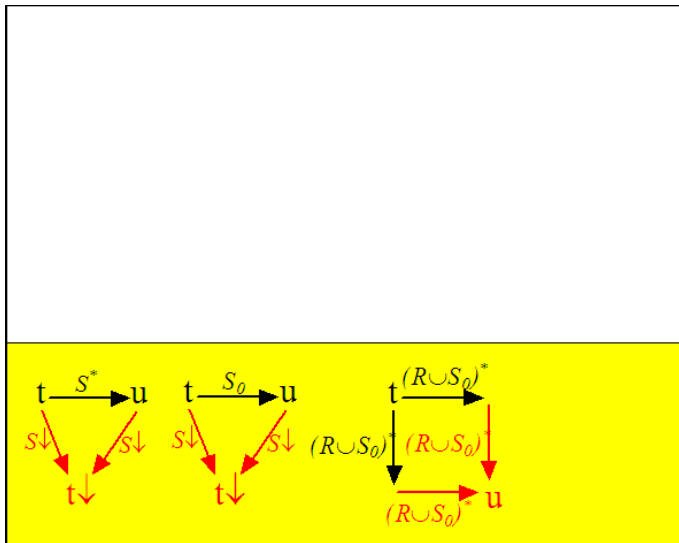 t S* u t S₀ u t (R∪S₀)*
S↓ S↓ S↓ S↓ (R∪S₀)* (R∪S₀)*
t↓ t↓ u
(R∪S₀)*